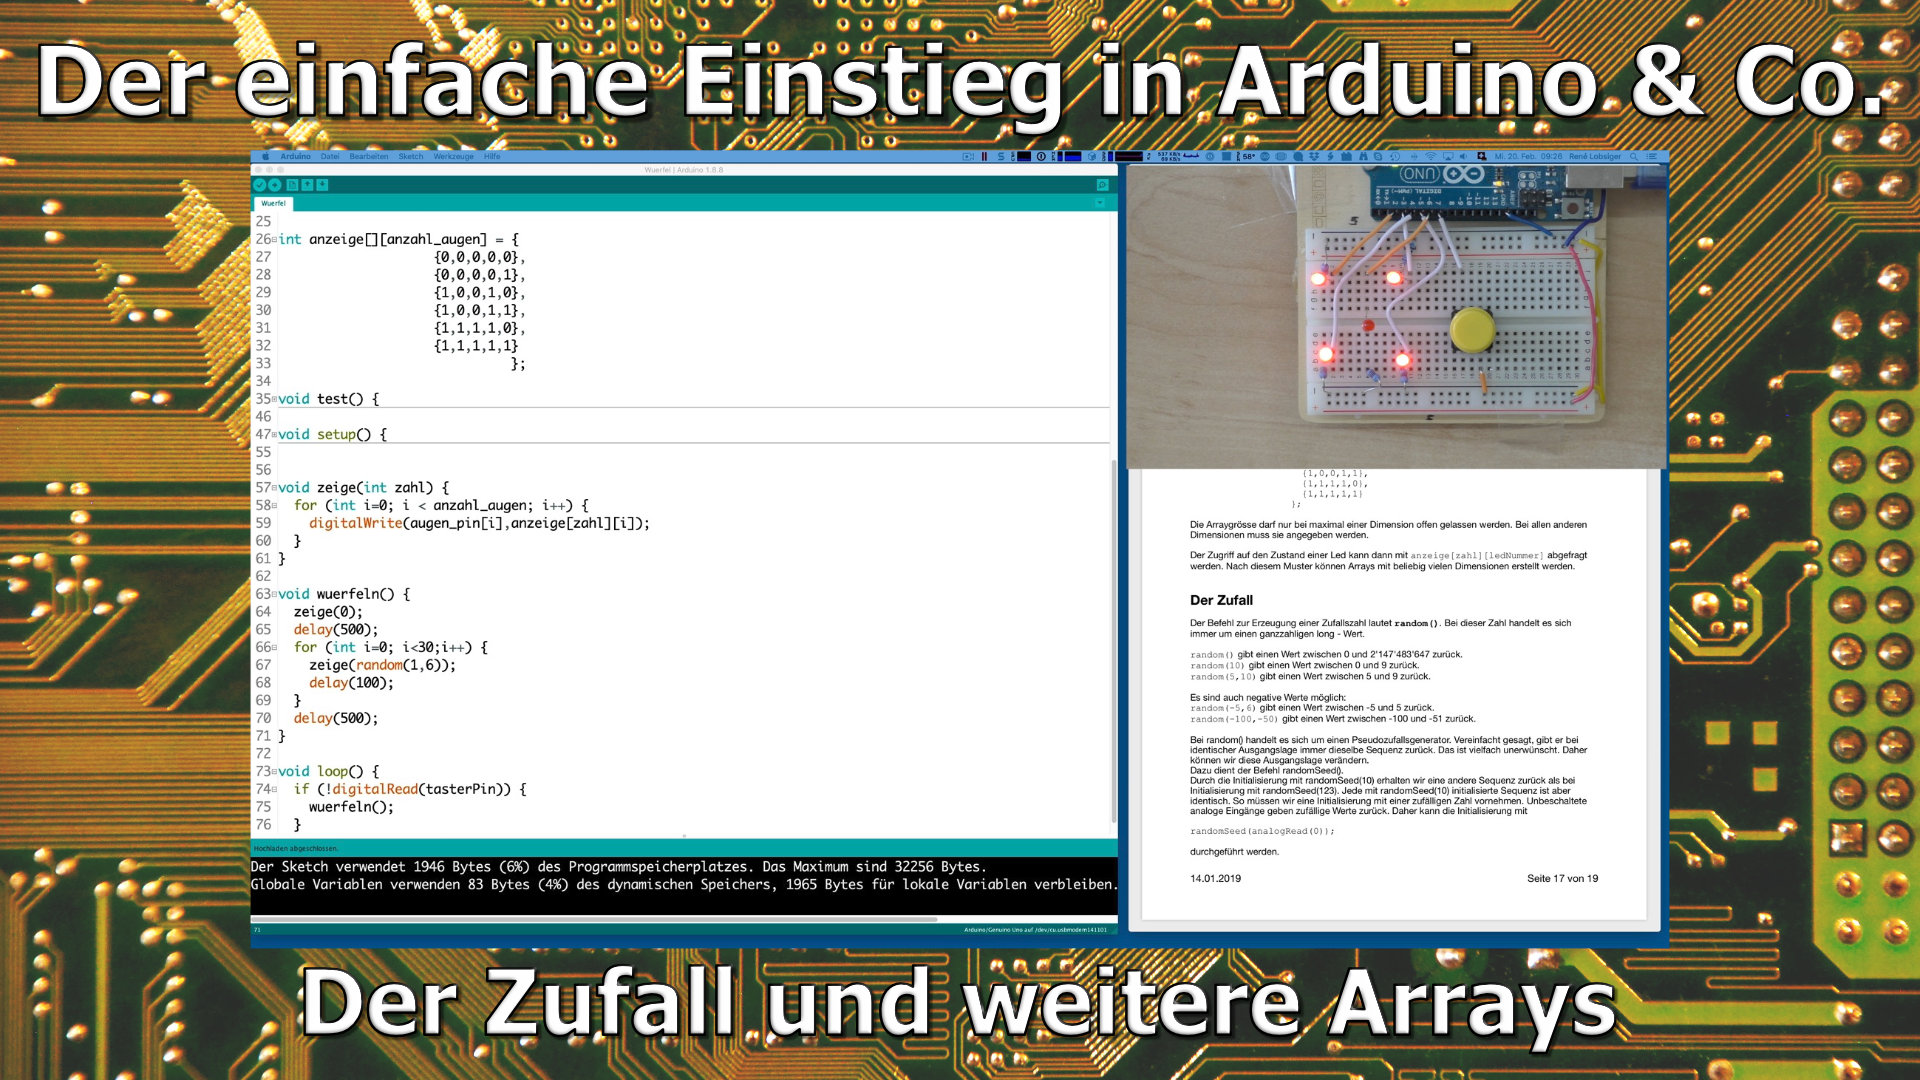 Der einfache Einstieg in Arduino & Co.
Arduino Datei Bearbeiten Sketch Werkzeuge Hilfe
Mi. 20. Feb. 09:26 René Lobsiger
Wuerfel | Arduino 1.8.8
Wuerfel
25
26 int anzeige[][anzahl_augen] = {
27 {0,0,0,0,0},
28 {0,0,0,0,1},
29 {1,0,0,1,0},
30 {1,0,0,1,1},
31 {1,1,1,1,0},
32 {1,1,1,1,1}
33 };
34
35 void test() {
46
47 void setup() {
55
56
57 void zeige(int zahl) {
58 for (int i=0; i < anzahl_augen; i++) {
59 digitalWrite(augen_pin[i],anzeige[zahl][i]);
60 }
61 }
62
63 void wuerfeln() {
64 zeige(0);
65 delay(500);
66 for (int i=0; i<30;i++) {
67 zeige(random(1,6));
68 delay(100);
69 }
70 delay(500);
71 }
72
73 void loop() {
74 if (!digitalRead(tasterPin)) {
75 wuerfeln();
76 }
Hochladen abgeschlossen.
Der Sketch verwendet 1946 Bytes (6%) des Programmspeicherplatzes. Das Maximum sind 32256 Bytes.
Globale Variablen verwenden 83 Bytes (4%) des dynamischen Speichers, 1965 Bytes für lokale Variablen verbleiben.
71
Arduino/Genuino Uno auf /dev/cu.usbmodem141101
UNO
{1,0,0,1,1},
{1,1,1,1,0},
{1,1,1,1,1}
};
Die Arraygrösse darf nur bei maximal einer Dimension offen gelassen werden. Bei allen anderen
Dimensionen muss sie angegeben werden.
Der Zugriff auf den Zustand einer Led kann dann mit anzeige[zahl][ledNummer] abgefragt
werden. Nach diesem Muster können Arrays mit beliebig vielen Dimensionen erstellt werden.
Der Zufall
Der Befehl zur Erzeugung einer Zufallszahl lautet random(). Bei dieser Zahl handelt es sich
immer um einen ganzzahligen long - Wert.
random() gibt einen Wert zwischen 0 und 2'147'483'647 zurück.
random(10) gibt einen Wert zwischen 0 und 9 zurück.
random(5,10) gibt einen Wert zwischen 5 und 9 zurück.
Es sind auch negative Werte möglich:
random(-5,6) gibt einen Wert zwischen -5 und 5 zurück.
random(-100,-50) gibt einen Wert zwischen -100 und -51 zurück.
Bei random() handelt es sich um einen Pseudozufallsgenerator. Vereinfacht gesagt, gibt er bei
identischer Ausgangslage immer dieselbe Sequenz zurück. Das ist vielfach unerwünscht. Daher
können wir diese Ausgangslage verändern.
Dazu dient der Befehl randomSeed().
Durch die Initialisierung mit randomSeed(10) erhalten wir eine andere Sequenz zurück als bei
Initialisierung mit randomSeed(123). Jede mit randomSeed(10) initialisierte Sequenz ist aber
identisch. So müssen wir eine Initialisierung mit einer zufälligen Zahl vornehmen. Unbeschaltete
analoge Eingänge geben zufällige Werte zurück. Daher kann die Initialisierung mit
randomSeed(analogRead(0));
durchgeführt werden.
14.01.2019
Seite 17 von 19
Der Zufall und weitere Arrays